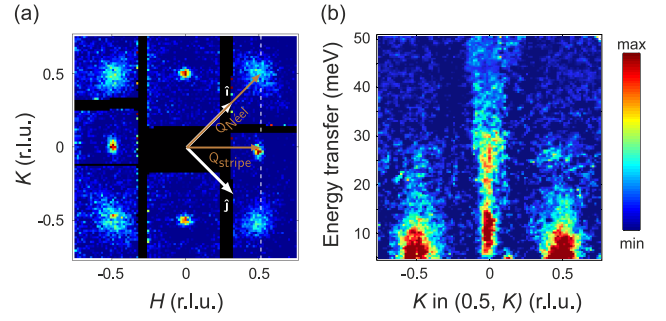 (a)
K (r.l.u.)
0.5
0
-0.5
î
Q_Néel
Q_stripe
ĵ
-0.5 0 0.5
H (r.l.u.)
(b)
Energy transfer (meV)
50
40
30
20
10
-0.5 0 0.5
K in (0.5, K) (r.l.u.)
max
min